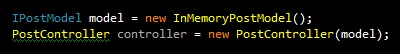 IPostModel model = new InMemoryPostModel();
PostController controller = new PostController(model);